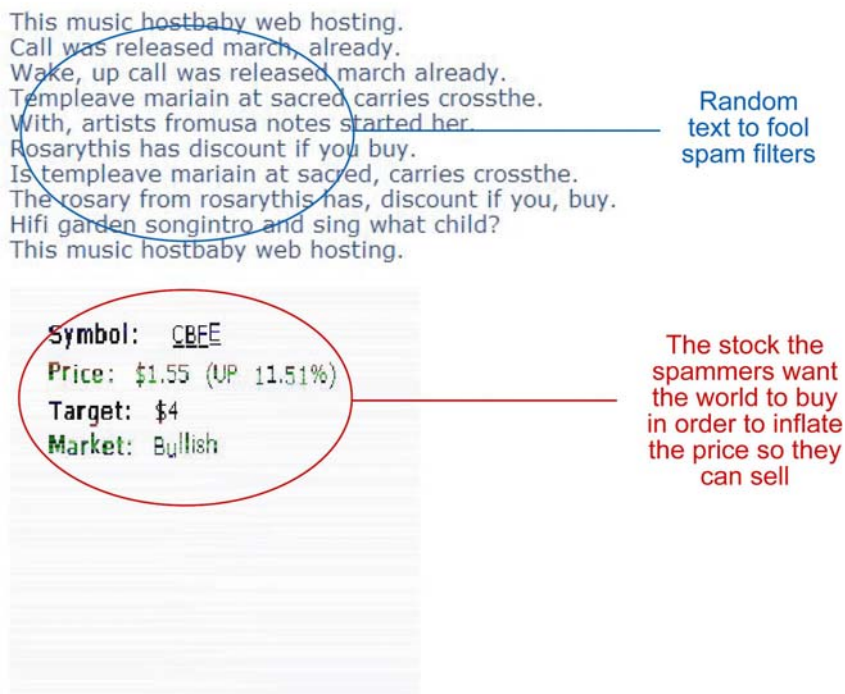 This music hostbaby web hosting.
Call was released march, already.
Wake, up call was released march already.
Templeave mariain at sacred carries crossthe.
With, artists fromusa notes started her.
Rosarythis has discount if you buy.
Is templeave mariain at sacred, carries crossthe.
The rosary from rosarythis has, discount if you, buy.
Hifi garden songintro and sing what child?
This music hostbaby web hosting.
Random
text to fool
spam filters
Symbol: CBFE
Price: $1.55 (UP 11.51%)
Target: $4
Market: Bullish
The stock the
spammers want
the world to buy
in order to inflate
the price so they
can sell